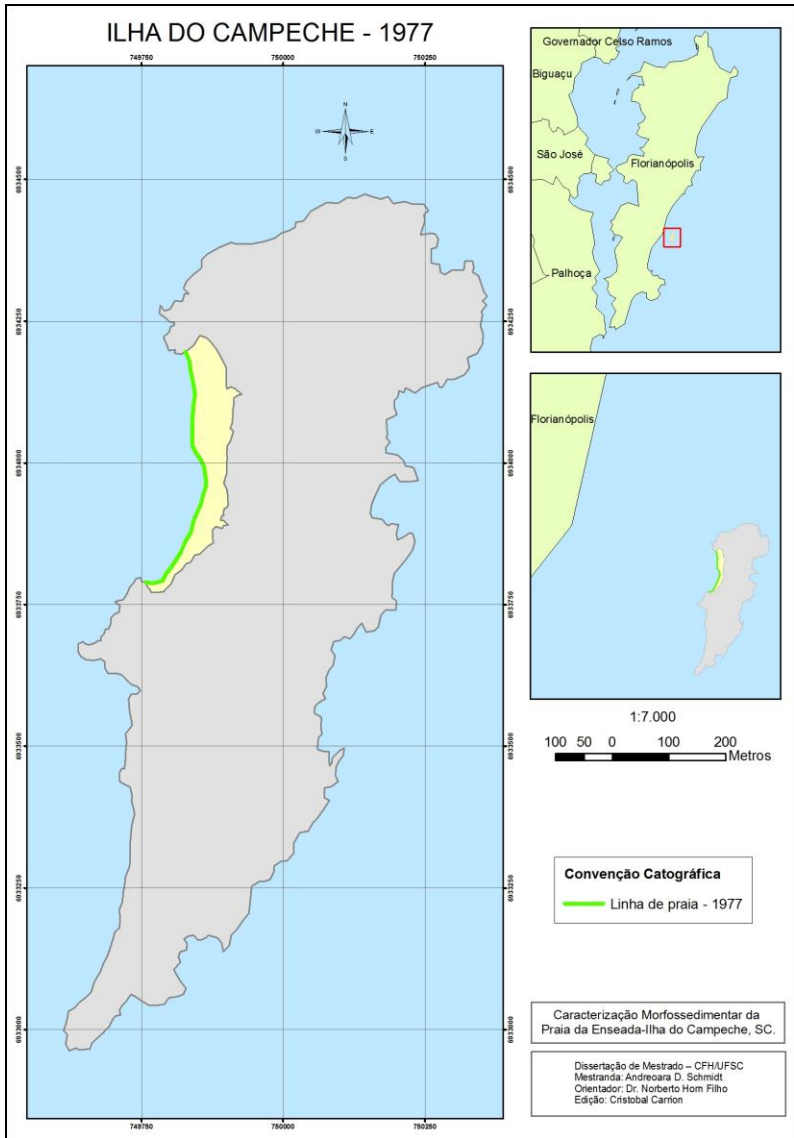 ILHA DO CAMPECHE - 1977
749750
750000
750250
N
W E
S
6934500
6934250
6934000
6933750
6933500
6933250
6933000
749750
750000
750250
Governador Celso Ramos
Biguaçu
São José
Florianópolis
Palhoça
Florianópolis
1:7.000
100 50 0 100 200
Metros
Convenção Catográfica
Linha de praia - 1977
Caracterização Morfossedimentar da
Praia da Enseada-Ilha do Campeche, SC.
Dissertação de Mestrado – CFH/UFSC
Mestranda: Andreoara D. Schmidt
Orientador: Dr. Norberto Horn Filho
Edição: Cristobal Carrion